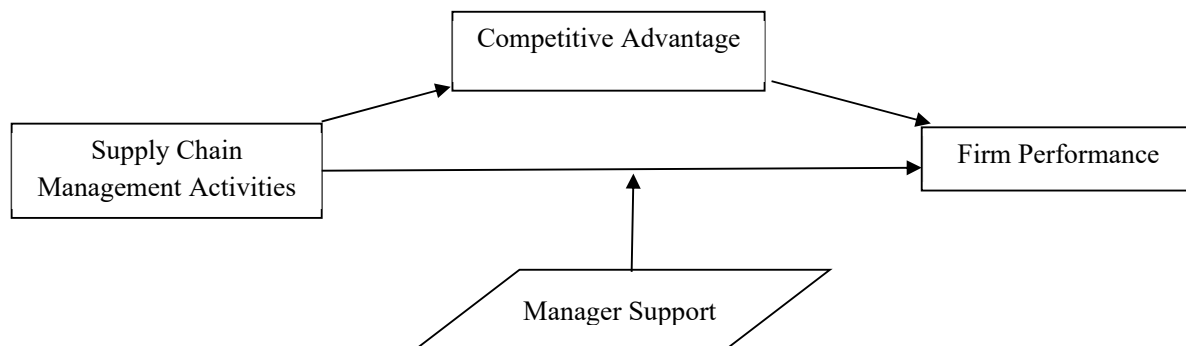 Competitive Advantage
Supply Chain
Management Activities
Firm Performance
Manager Support